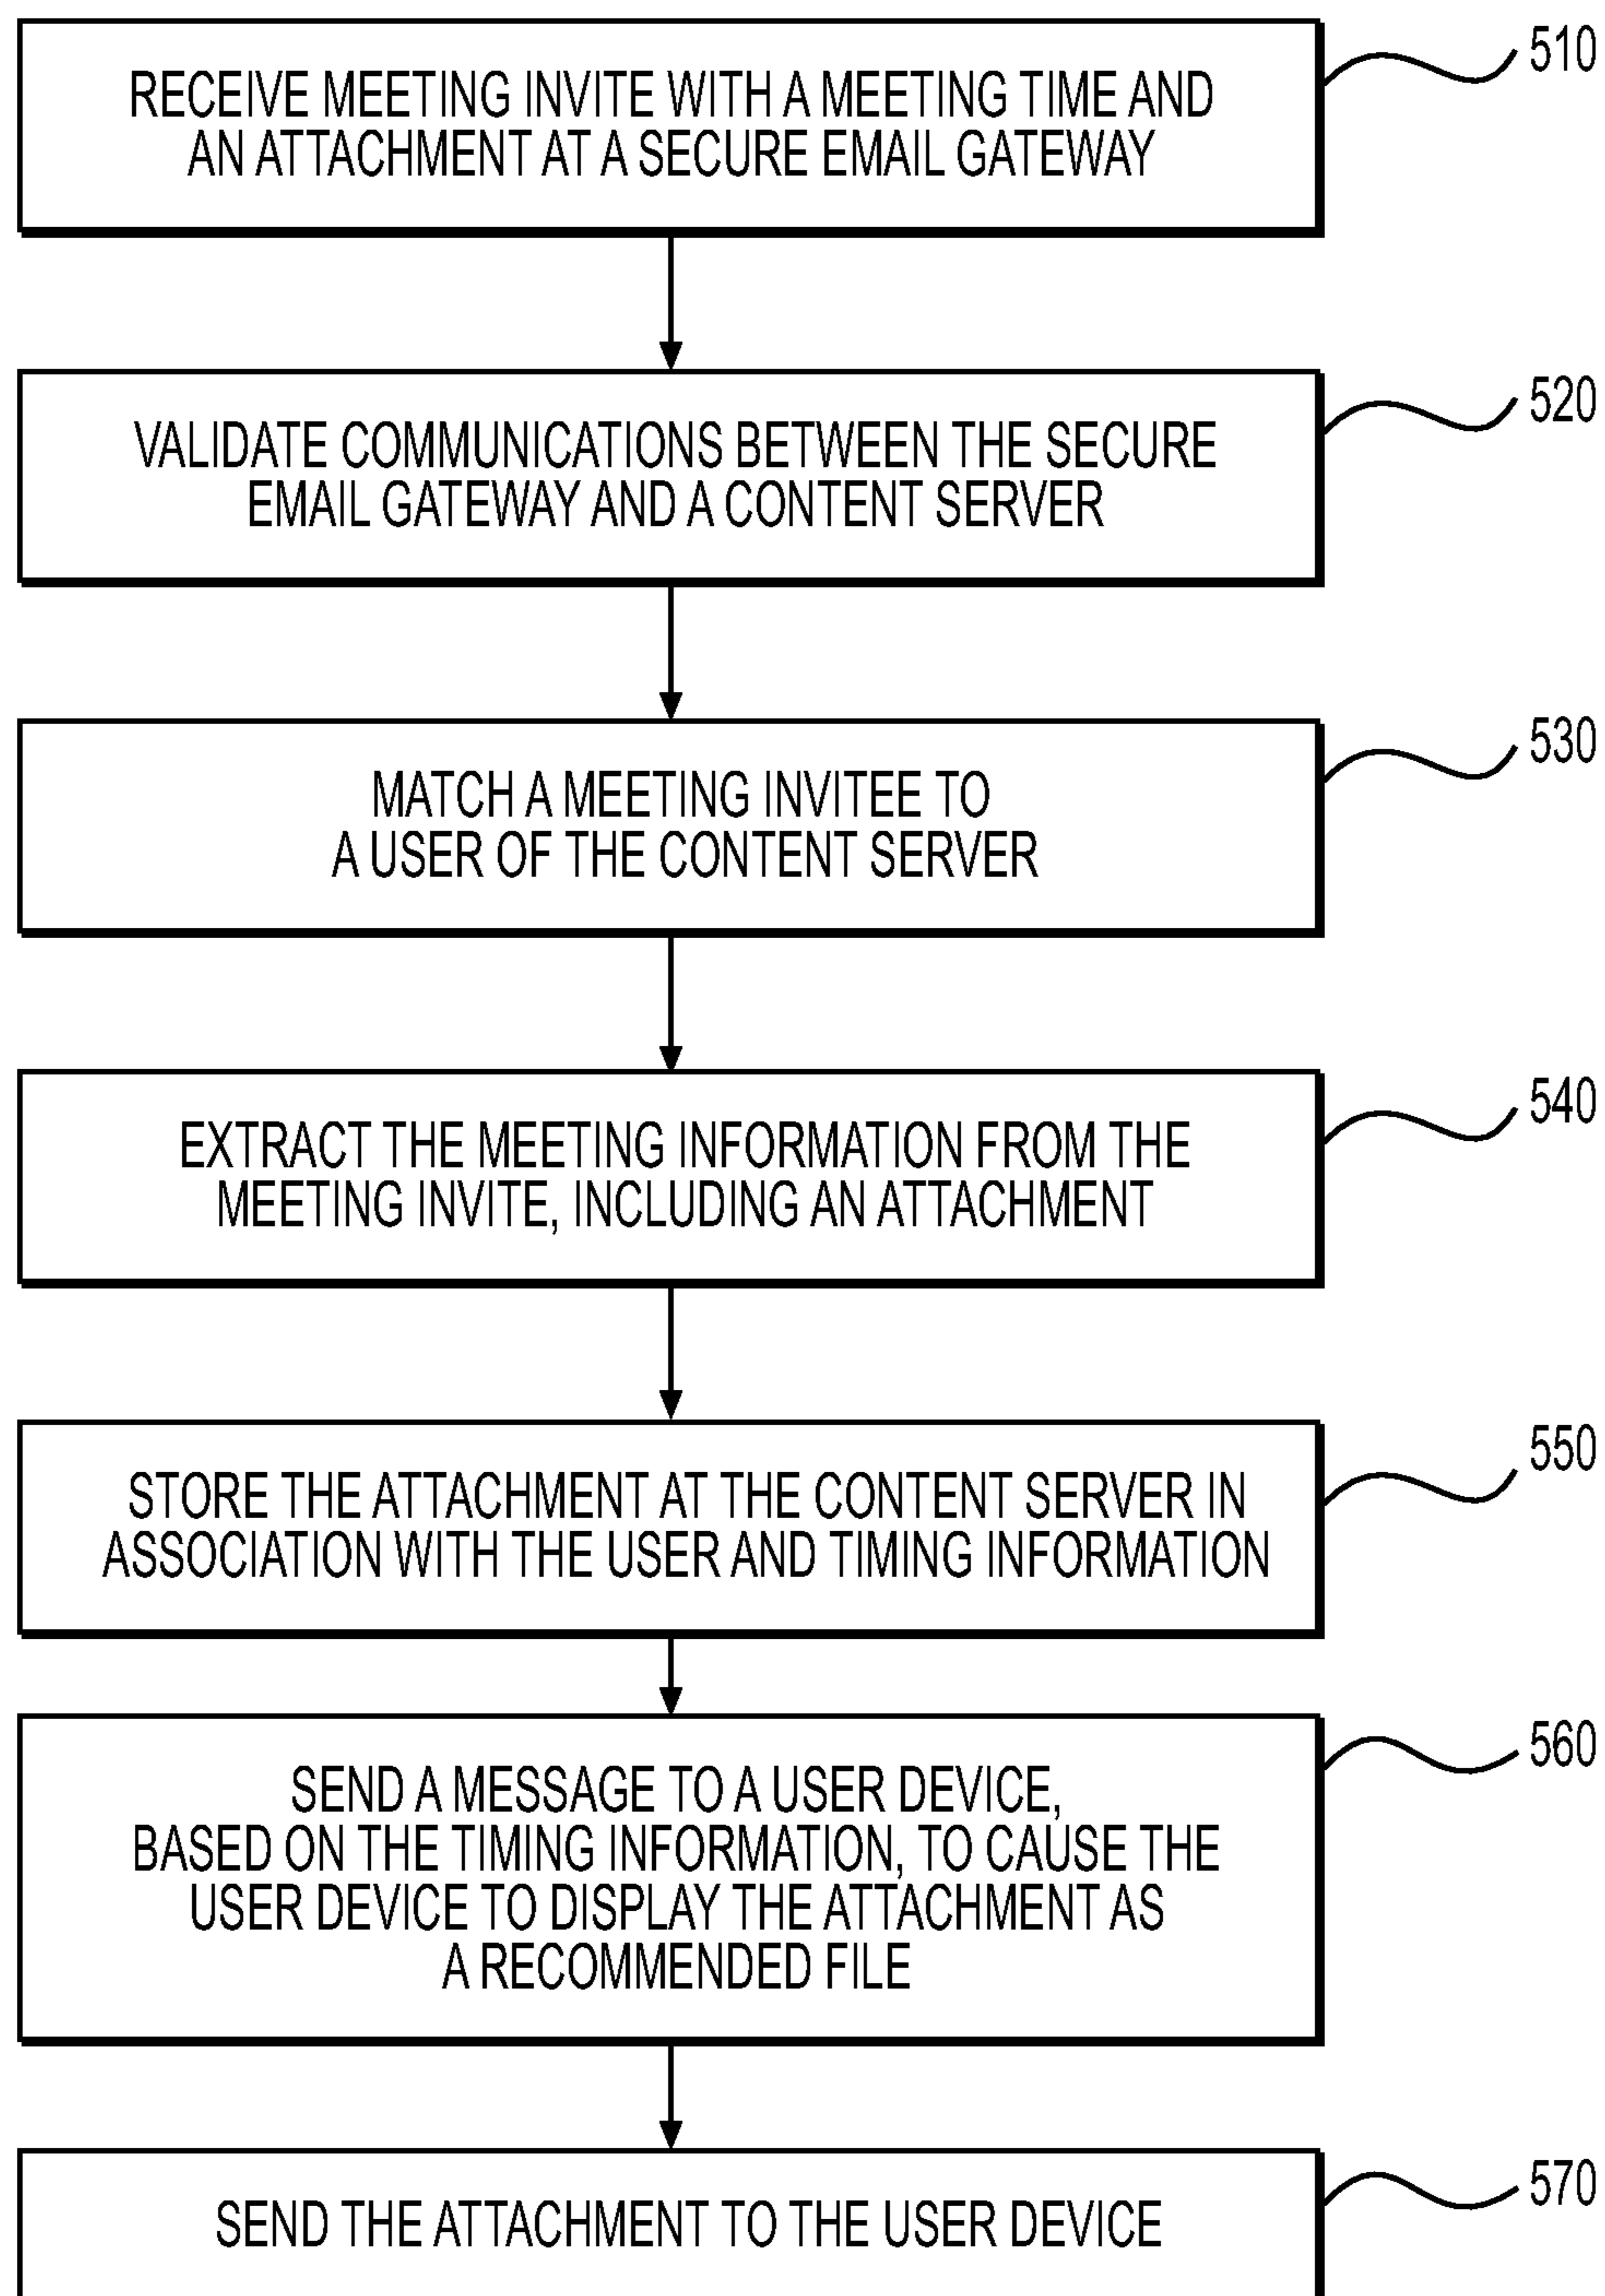 RECEIVE MEETING INVITE WITH A MEETING TIME AND
AN ATTACHMENT AT A SECURE EMAIL GATEWAY
510
VALIDATE COMMUNICATIONS BETWEEN THE SECURE
EMAIL GATEWAY AND A CONTENT SERVER
520
MATCH A MEETING INVITEE TO
A USER OF THE CONTENT SERVER
530
EXTRACT THE MEETING INFORMATION FROM THE
MEETING INVITE, INCLUDING AN ATTACHMENT
540
STORE THE ATTACHMENT AT THE CONTENT SERVER IN
ASSOCIATION WITH THE USER AND TIMING INFORMATION
550
SEND A MESSAGE TO A USER DEVICE,
BASED ON THE TIMING INFORMATION, TO CAUSE THE
USER DEVICE TO DISPLAY THE ATTACHMENT AS
A RECOMMENDED FILE
560
SEND THE ATTACHMENT TO THE USER DEVICE
570